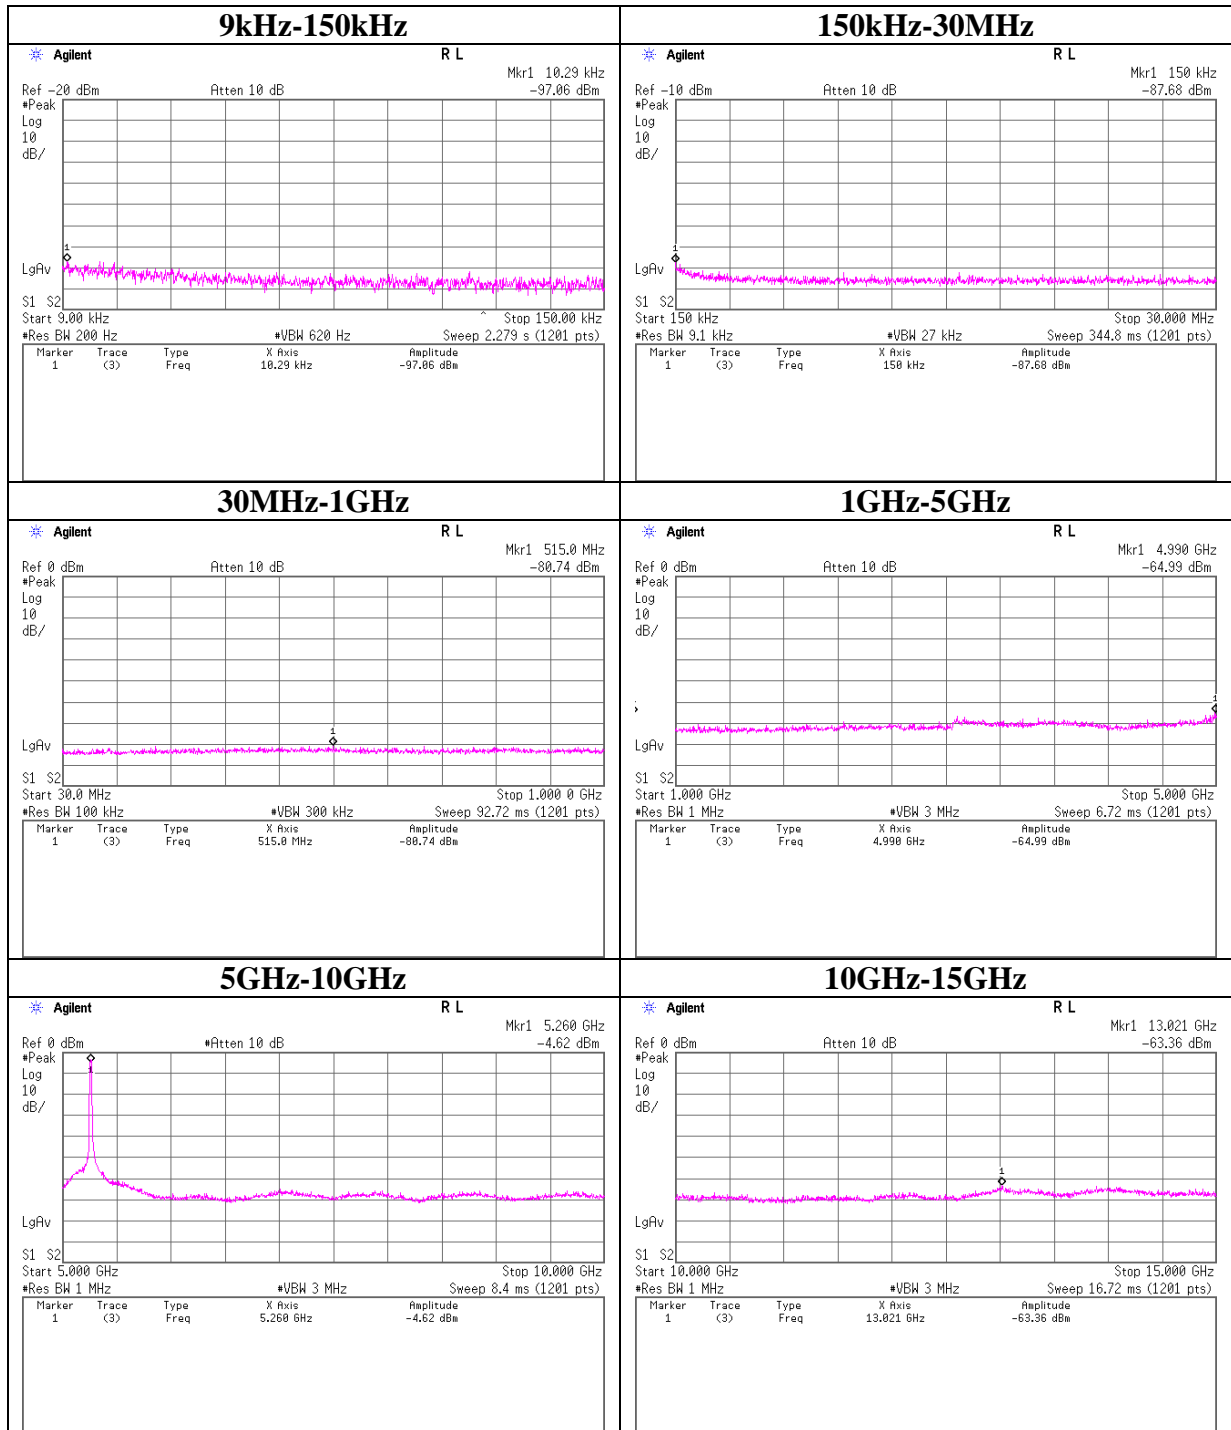 9kHz-150kHz
Agilent R L
Mkr1 10.29 kHz
Ref -20 dBm Atten 10 dB -97.06 dBm
#Peak
Log
10
dB/
1
LgAv
S1 S2
Start 9.00 kHz ^ Stop 150.00 kHz
#Res BW 200 Hz #VBW 620 Hz Sweep 2.279 s (1201 pts)
Marker Trace Type X Axis Amplitude
1 (3) Freq 10.29 kHz -97.06 dBm
150kHz-30MHz
Agilent R L
Mkr1 150 kHz
Ref -10 dBm Atten 10 dB -87.68 dBm
#Peak
Log
10
dB/
1
LgAv
S1 S2
Start 150 kHz Stop 30.000 MHz
#Res BW 9.1 kHz #VBW 27 kHz Sweep 344.8 ms (1201 pts)
Marker Trace Type X Axis Amplitude
1 (3) Freq 150 kHz -87.68 dBm
30MHz-1GHz
Agilent R L
Mkr1 515.0 MHz
Ref 0 dBm Atten 10 dB -80.74 dBm
#Peak
Log
10
dB/
1
LgAv
S1 S2
Start 30.0 MHz Stop 1.000 0 GHz
#Res BW 100 kHz #VBW 300 kHz Sweep 92.72 ms (1201 pts)
Marker Trace Type X Axis Amplitude
1 (3) Freq 515.0 MHz -80.74 dBm
1GHz-5GHz
Agilent R L
Mkr1 4.990 GHz
Ref 0 dBm Atten 10 dB -64.99 dBm
#Peak
Log
10
dB/
1
LgAv
S1 S2
Start 1.000 GHz Stop 5.000 GHz
#Res BW 1 MHz #VBW 3 MHz Sweep 6.72 ms (1201 pts)
Marker Trace Type X Axis Amplitude
1 (3) Freq 4.990 GHz -64.99 dBm
5GHz-10GHz
Agilent R L
Mkr1 5.260 GHz
Ref 0 dBm #Atten 10 dB -4.62 dBm
#Peak
Log
10
dB/
1
LgAv
S1 S2
Start 5.000 GHz Stop 10.000 GHz
#Res BW 1 MHz #VBW 3 MHz Sweep 8.4 ms (1201 pts)
Marker Trace Type X Axis Amplitude
1 (3) Freq 5.260 GHz -4.62 dBm
10GHz-15GHz
Agilent R L
Mkr1 13.021 GHz
Ref 0 dBm Atten 10 dB -63.36 dBm
#Peak
Log
10
dB/
1
LgAv
S1 S2
Start 10.000 GHz Stop 15.000 GHz
#Res BW 1 MHz #VBW 3 MHz Sweep 16.72 ms (1201 pts)
Marker Trace Type X Axis Amplitude
1 (3) Freq 13.021 GHz -63.36 dBm